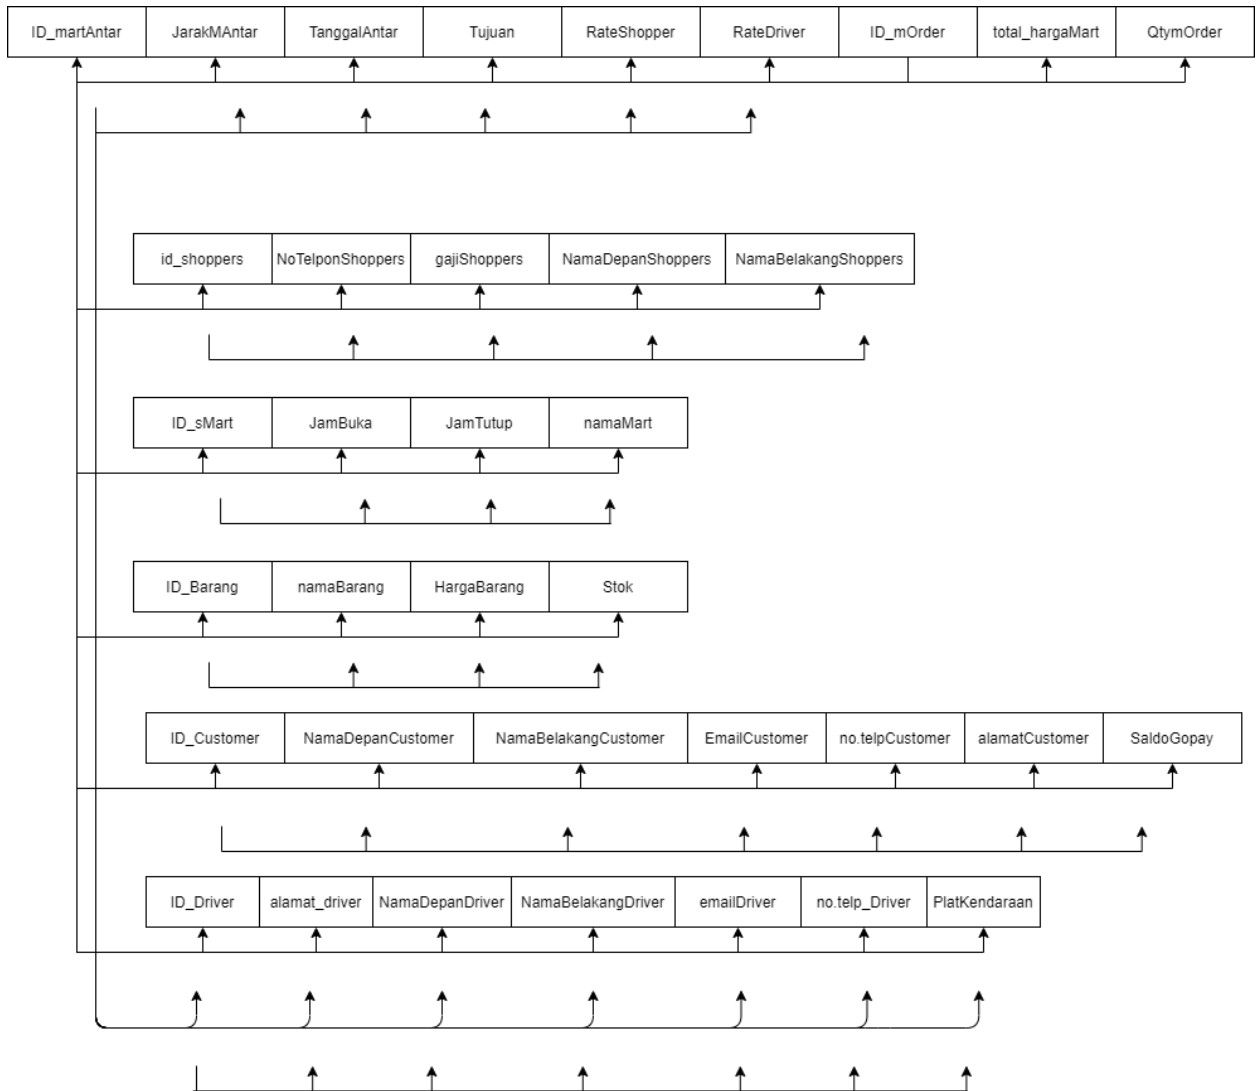 ID_martAntar JarakMAntar TanggalAntar Tujuan RateShopper RateDriver ID_mOrder total_hargaMart QtymOrder
id_shoppers NoTelponShoppers gajiShoppers NamaDepanShoppers NamaBelakangShoppers
ID_sMart JamBuka JamTutup namaMart
ID_Barang namaBarang HargaBarang Stok
ID_Customer NamaDepanCustomer NamaBelakangCustomer EmailCustomer no.telpCustomer alamatCustomer SaldoGopay
ID_Driver alamat_driver NamaDepanDriver NamaBelakangDriver emailDriver no.telp_Driver PlatKendaraan